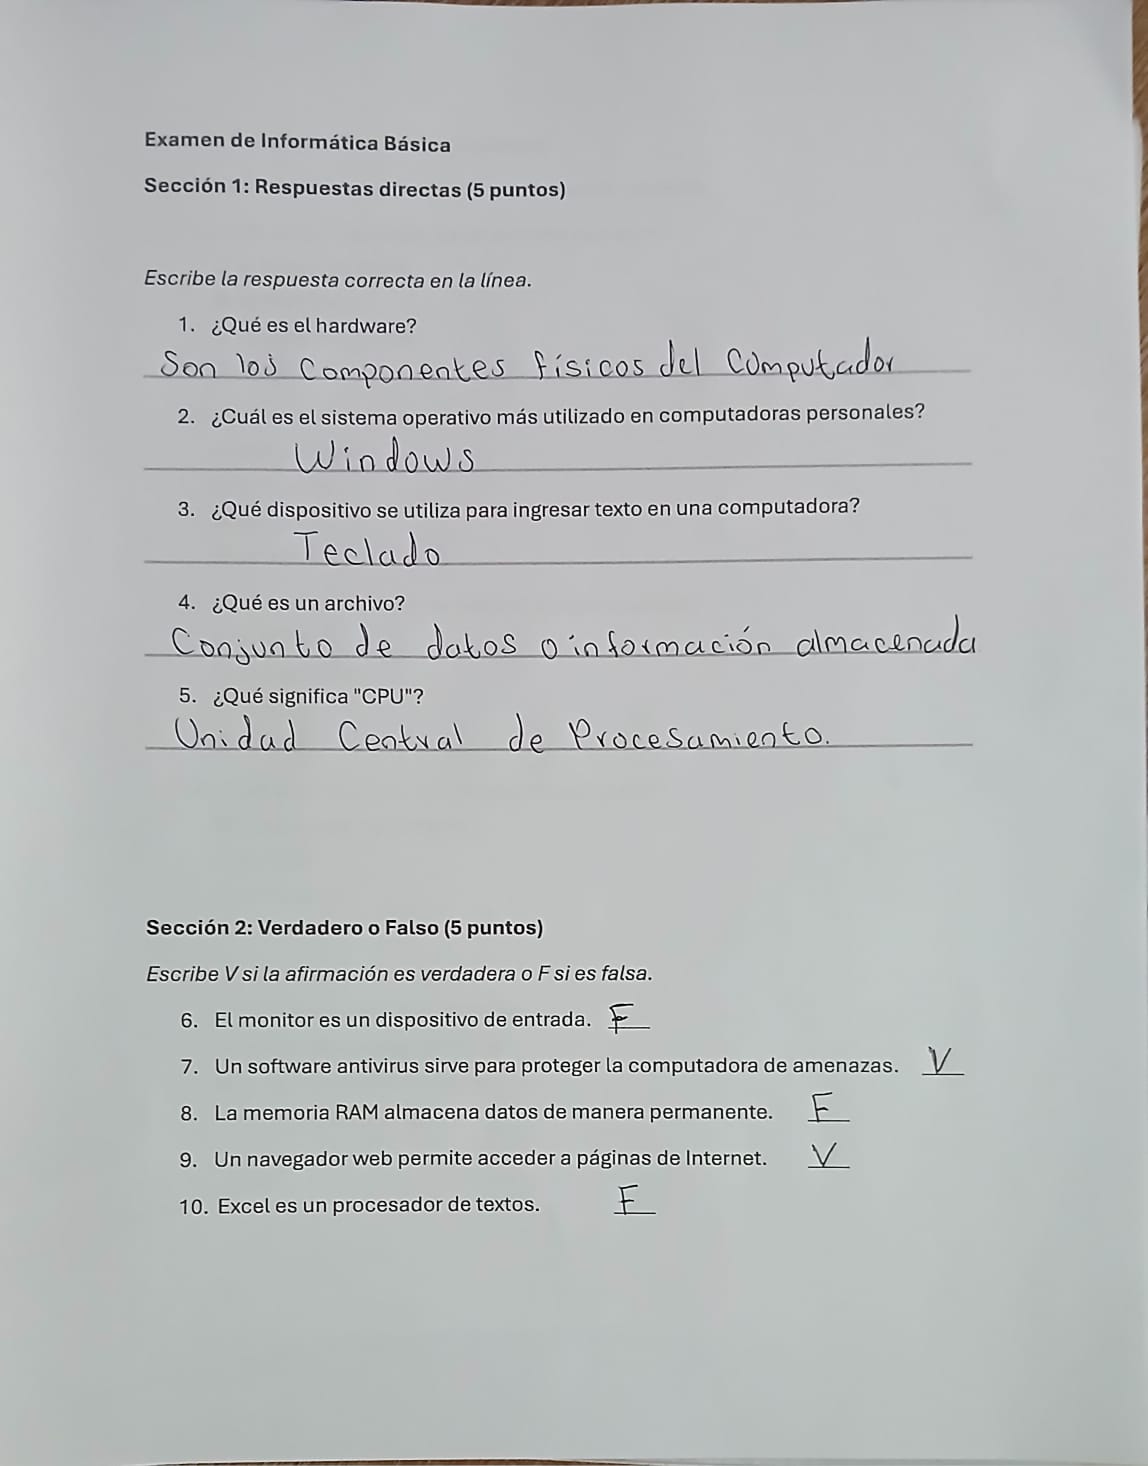 Examen de Informática Básica
Sección 1: Respuestas directas (5 puntos)
Escribe la respuesta correcta en la línea.
1. ¿Qué es el hardware?
Son los componentes físicos del computador
2. ¿Cuál es el sistema operativo más utilizado en computadoras personales?
Windows
3. ¿Qué dispositivo se utiliza para ingresar texto en una computadora?
Teclado
4. ¿Qué es un archivo?
Conjunto de datos o información almacenada
5. ¿Qué significa "CPU"?
Unidad Central de Procesamiento.
Sección 2: Verdadero o Falso (5 puntos)
Escribe V si la afirmación es verdadera o F si es falsa.
6. El monitor es un dispositivo de entrada. F
7. Un software antivirus sirve para proteger la computadora de amenazas. V
8. La memoria RAM almacena datos de manera permanente. F
9. Un navegador web permite acceder a páginas de Internet. V
10. Excel es un procesador de textos. F